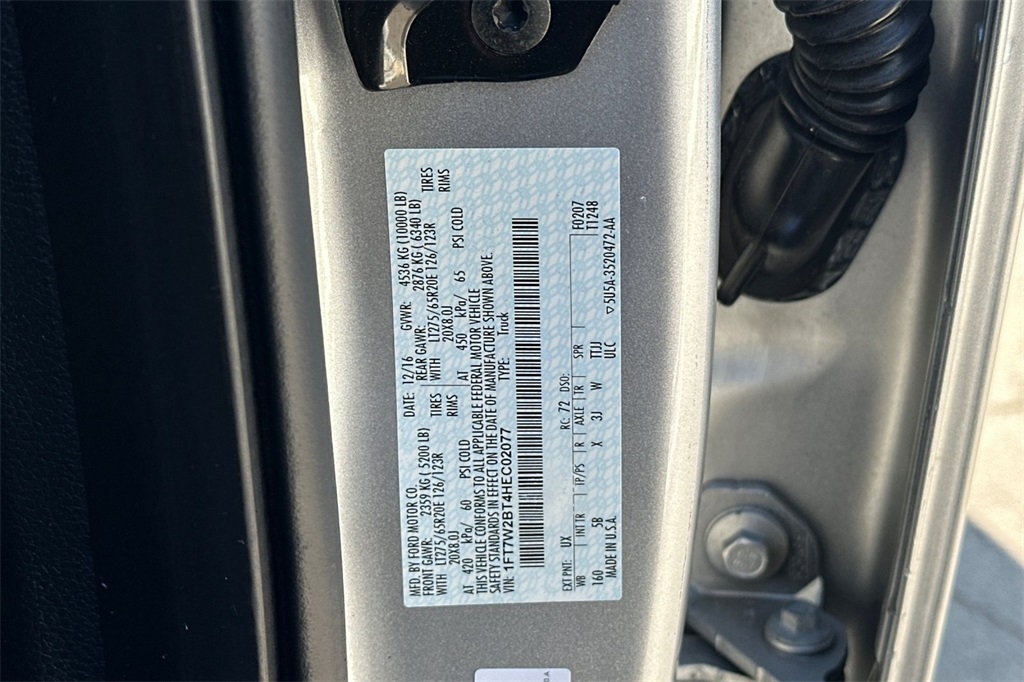 MFD. BY FORD MOTOR CO.
DATE: 12/16 GVWR: 4536 KG (10000 LB)
FRONT GAWR: 2359 KG ( 5200 LB) REAR GAWR: 2876 KG ( 6340 LB)
WITH LT275/65R20E 126/123R TIRES WITH LT275/65R20E 126/123R TIRES
20X8.0J RIMS 20X8.0J RIMS
AT 420 kPa/ 60 PSI COLD AT 450 kPa/ 65 PSI COLD
THIS VEHICLE CONFORMS TO ALL APPLICABLE FEDERAL MOTOR VEHICLE
SAFETY STANDARDS IN EFFECT ON THE DATE OF MANUFACTURE SHOWN ABOVE.
VIN: 1FT7W2BT4HEC02077 TYPE: Truck
F0207
T1248
EXT PNT: UX RC: 72 DSO:
WB INT TR TP/PS R AXLE TR SPR
160 5B X 3J W TTJJ
MADE IN U.S.A. ULC
▽5U5A-3520472-AA